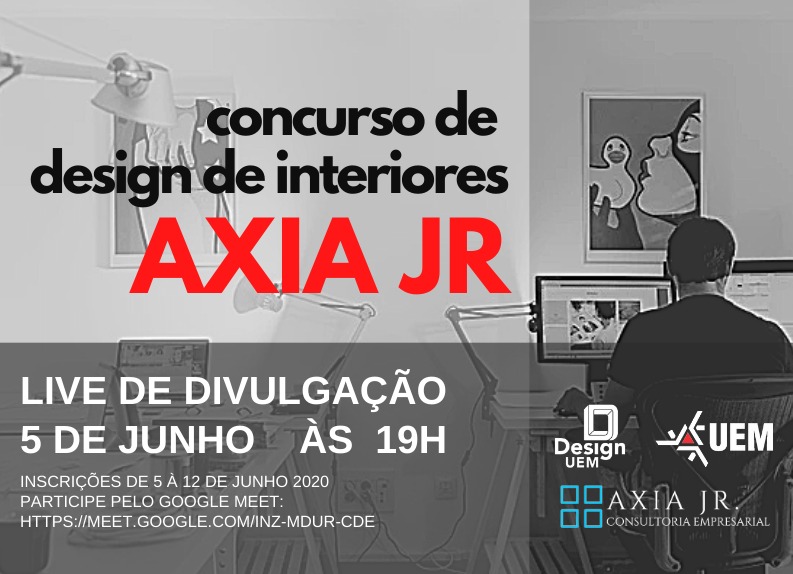 concurso de
design de interiores
AXIA JR
LIVE DE DIVULGAÇÃO
5 DE JUNHO ÀS 19H
INSCRIÇÕES DE 5 À 12 DE JUNHO 2020
PARTICIPE PELO GOOGLE MEET:
HTTPS://MEET.GOOGLE.COM/INZ-MDUR-CDE
Design
UEM
UEM
AXIA JR.
CONSULTORIA EMPRESARIAL